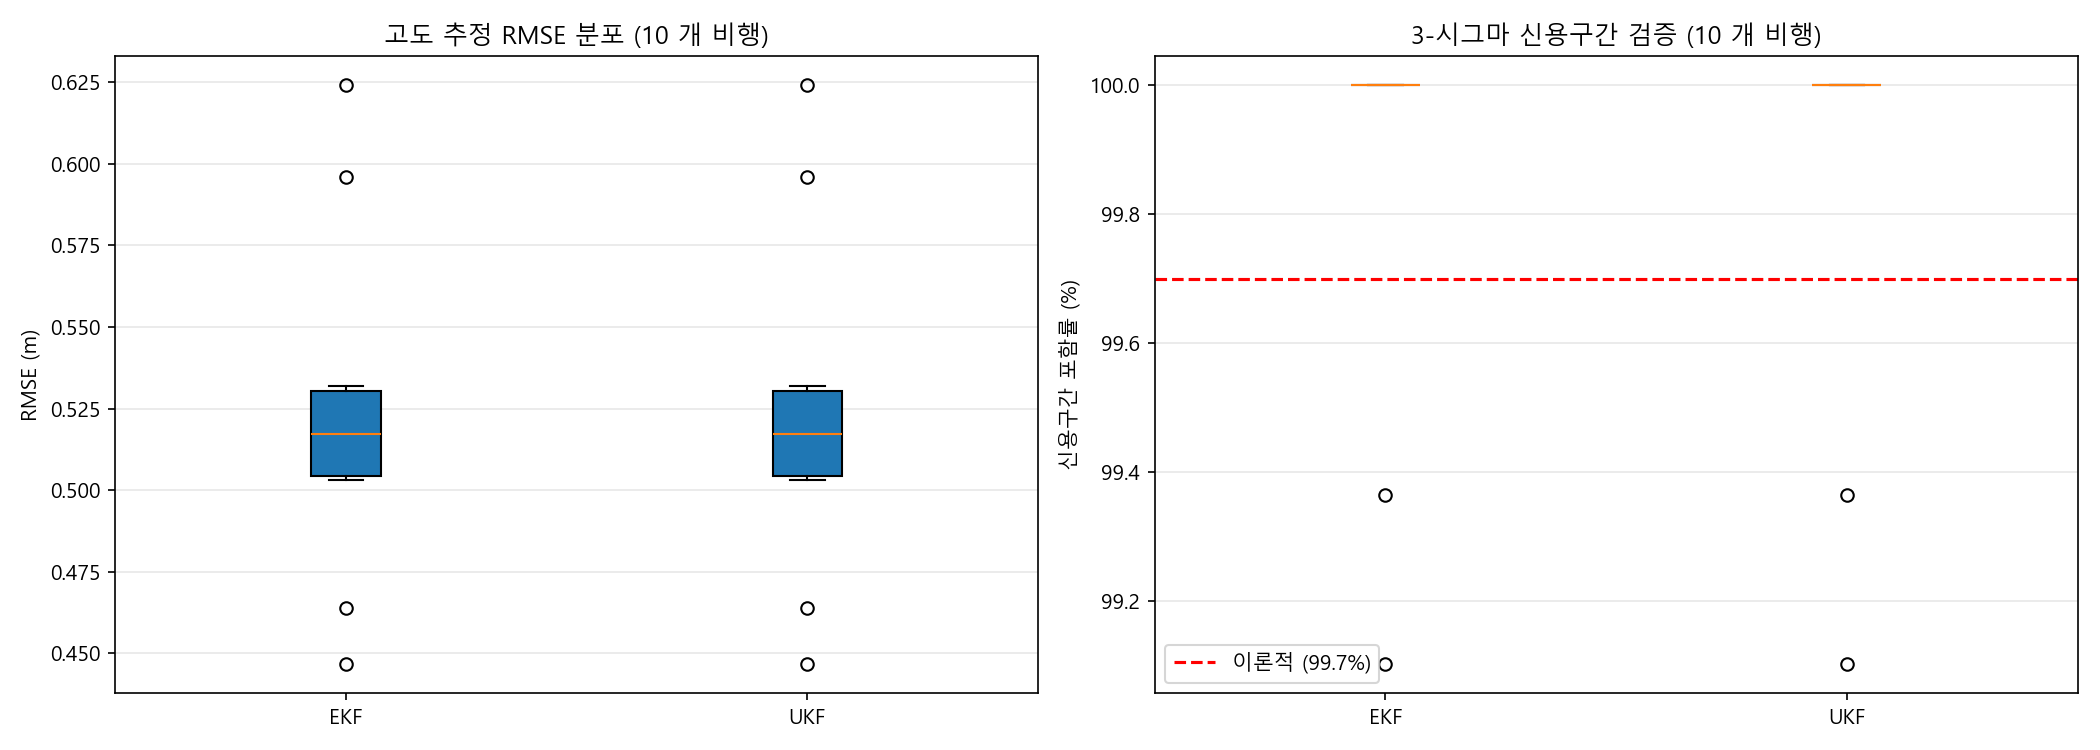 고도 추정 RMSE 분포 (10 개 비행)
RMSE (m)
0.625
0.600
0.575
0.550
0.525
0.500
0.475
0.450
EKF
UKF
3-시그마 신용구간 검증 (10 개 비행)
신용구간 포함률 (%)
100.0
99.8
99.6
99.4
99.2
이론적 (99.7%)
EKF
UKF